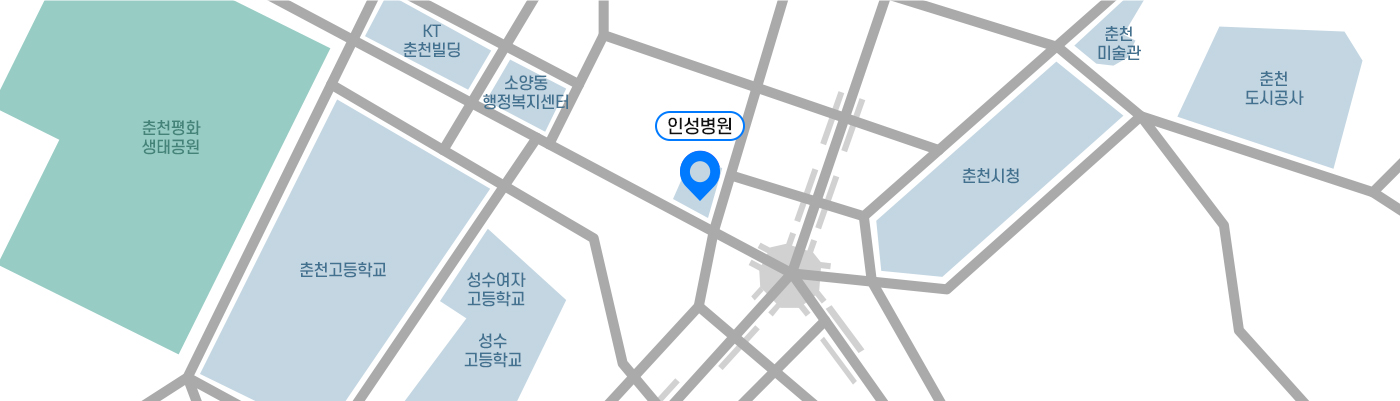 KT
춘천빌딩
소양동
행정복지센터
춘천평화
생태공원
인성병원
춘천
미술관
춘천
도시공사
춘천시청
춘천고등학교
성수여자
고등학교
성수
고등학교